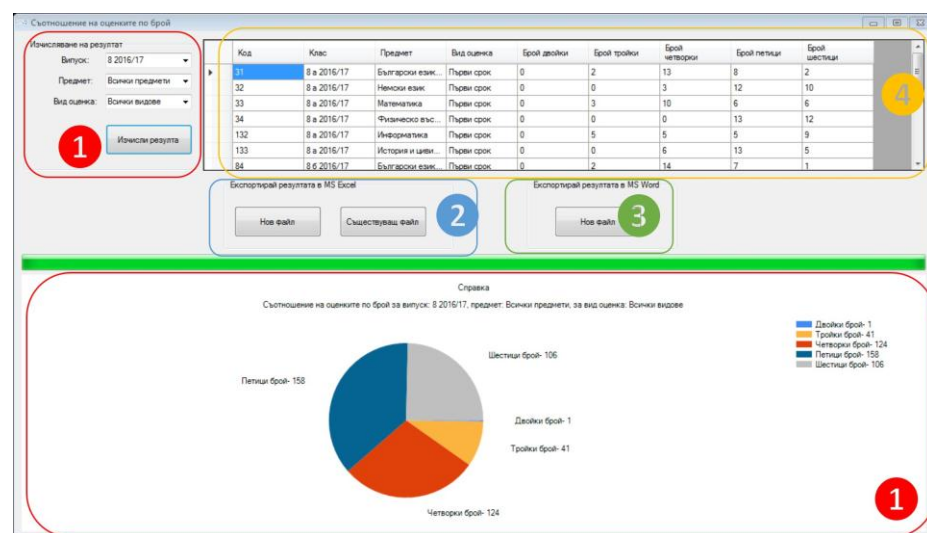 Съотношение на оценките по брой
Изчисляване на резултат
Випуск: 8 2016/17
Предмет: Всички предмети
Вид оценка: Всички видове
Изчисли резулта
1
Код Клас Предмет Вид оценка Брой двойки Брой тройки Брой четворки Брой петици Брой шестици
31 8 а 2016/17 Български език... Първи срок 0 2 13 8 2
32 8 а 2016/17 Немски език Първи срок 0 0 3 12 10
33 8 а 2016/17 Математика Първи срок 0 3 10 6 6
34 8 а 2016/17 Физическо въс... Първи срок 0 0 0 13 12
132 8 а 2016/17 Информатика Първи срок 0 5 5 5 9
133 8 а 2016/17 История и циви... Първи срок 0 0 6 13 5
84 8 б 2016/17 Български език... Първи срок 0 2 14 7 1
4
Експортирай резултата в MS Excel
Нов файл Съществуващ файл
2
Експортирай резултата в MS Word
Нов файл
3
Справка
Съотношение на оценките по брой за випуск: 8 2016/17, предмет: Всички предмети, за вид оценка: Всички видове
Двойки брой- 1
Тройки брой- 41
Четворки брой- 124
Петици брой- 158
Шестици брой- 106
Шестици брой- 106
Петици брой- 158
Двойки брой- 1
Тройки брой- 41
Четворки брой- 124
1